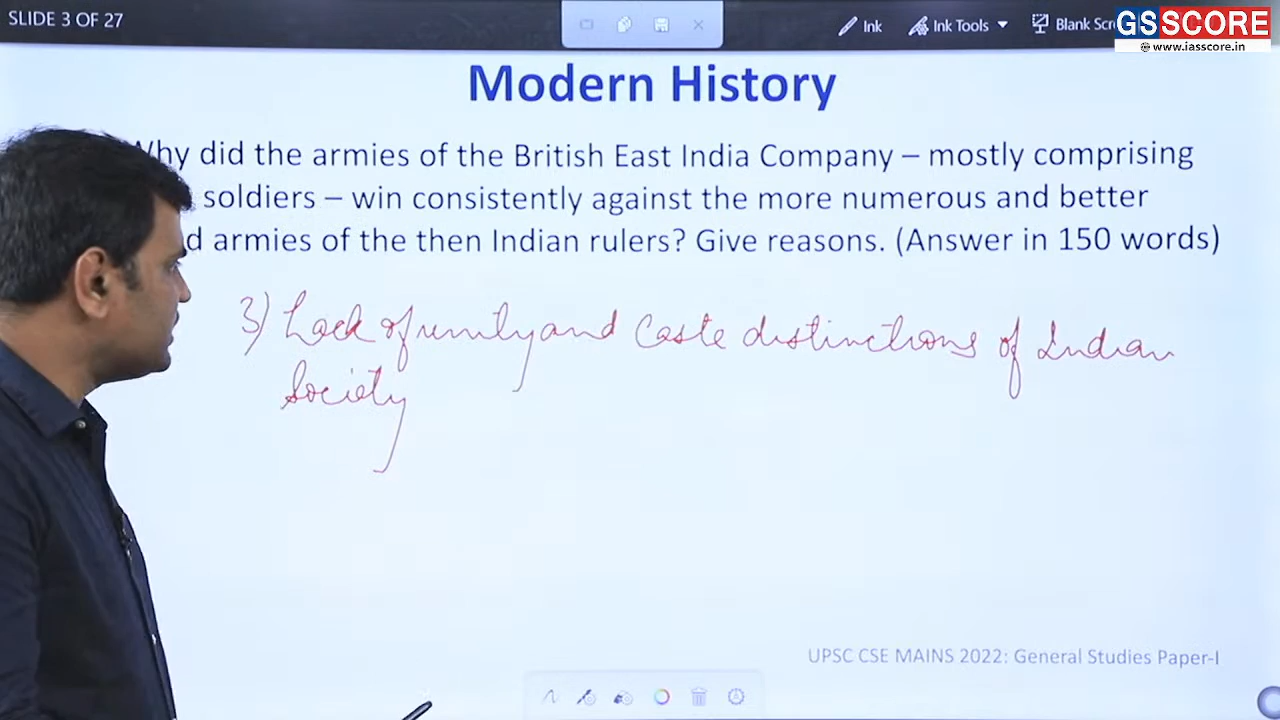 SLIDE 3 OF 27
Ink
Ink Tools
Blank Scr
GSSCORE
www.iasscore.in
Modern History
Why did the armies of the British East India Company – mostly comprising
soldiers – win consistently against the more numerous and better
d armies of the then Indian rulers? Give reasons. (Answer in 150 words)
3) Lack of unity and Caste distinctions of Indian
Society
UPSC CSE MAINS 2022: General Studies Paper-I